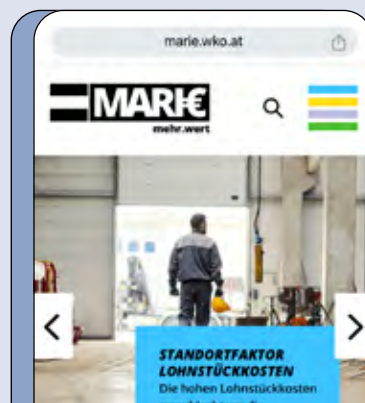 marie.wko.at
MARI€
mehr.wert
STANDORTFAKTOR
LOHNSTÜCKKOSTEN
Die hohen Lohnstückkosten